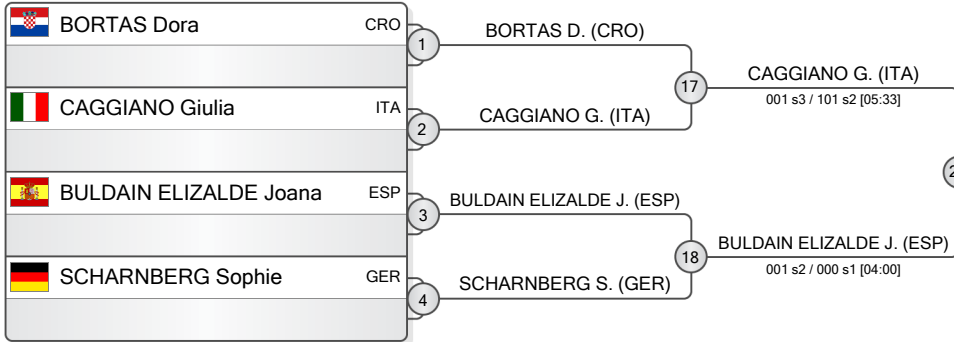 BORTAS Dora CRO
1
BORTAS D. (CRO)
17
CAGGIANO G. (ITA)
001 s3 / 101 s2 [05:33]
CAGGIANO Giulia ITA
2
CAGGIANO G. (ITA)
BULDAIN ELIZALDE Joana ESP
3
BULDAIN ELIZALDE J. (ESP)
18
BULDAIN ELIZALDE J. (ESP)
001 s2 / 000 s1 [04:00]
SCHARNBERG Sophie GER
4
SCHARNBERG S. (GER)